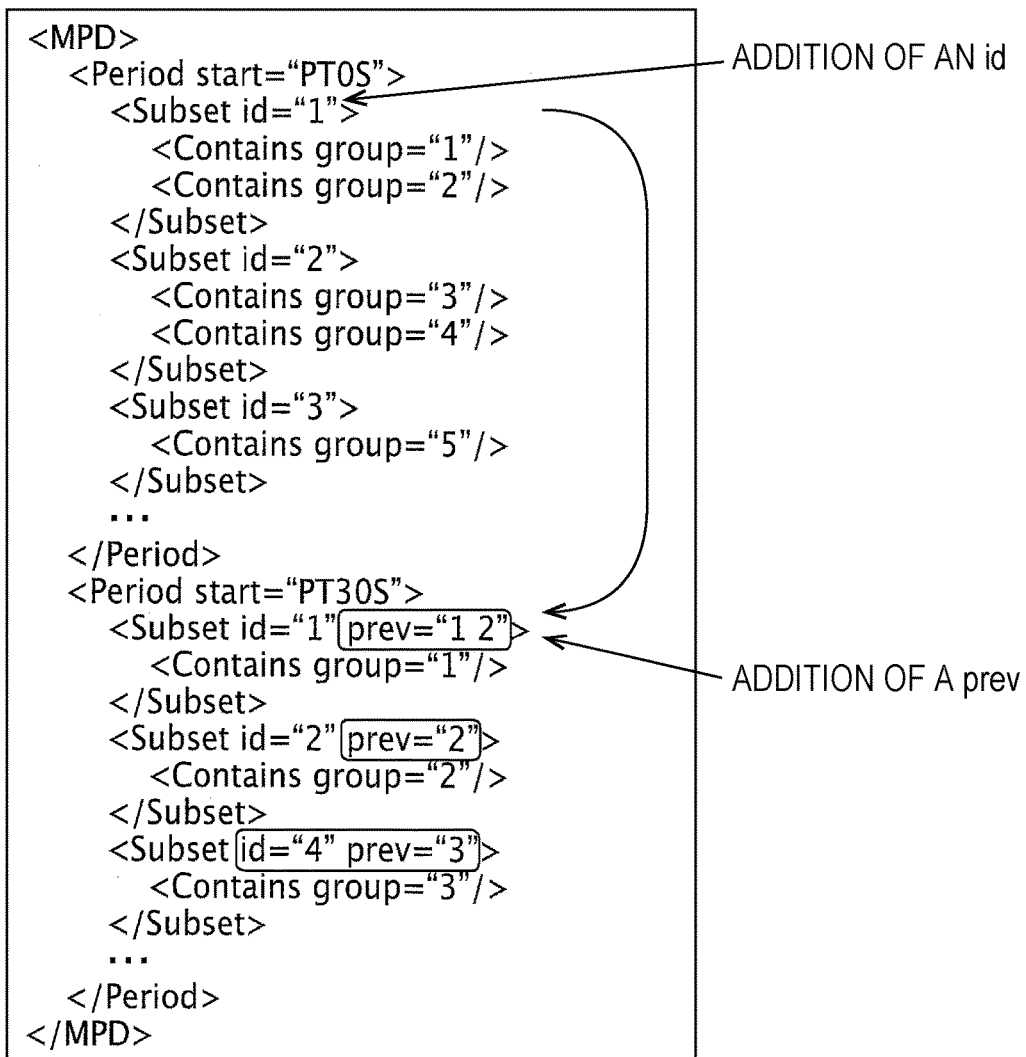 <MPD>
<Period start="PT0S">
<Subset id="1">
<Contains group="1"/>
<Contains group="2"/>
</Subset>
<Subset id="2">
<Contains group="3"/>
<Contains group="4"/>
</Subset>
<Subset id="3">
<Contains group="5"/>
</Subset>
...
</Period>
<Period start="PT30S">
<Subset id="1" prev="1 2">
<Contains group="1"/>
</Subset>
<Subset id="2" prev="2">
<Contains group="2"/>
</Subset>
<Subset id="4" prev="3">
<Contains group="3"/>
</Subset>
...
</Period>
</MPD>
ADDITION OF AN id
ADDITION OF A prev